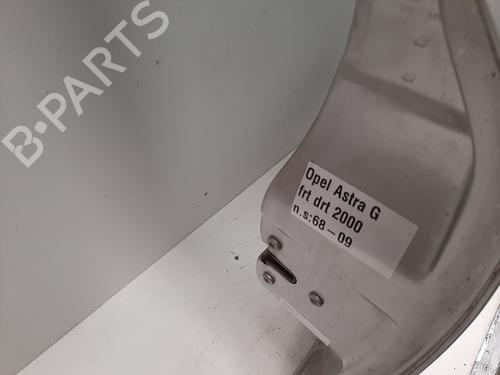 B-PARTS
Opel Astra G
frt drt 2000
n.s:68-09